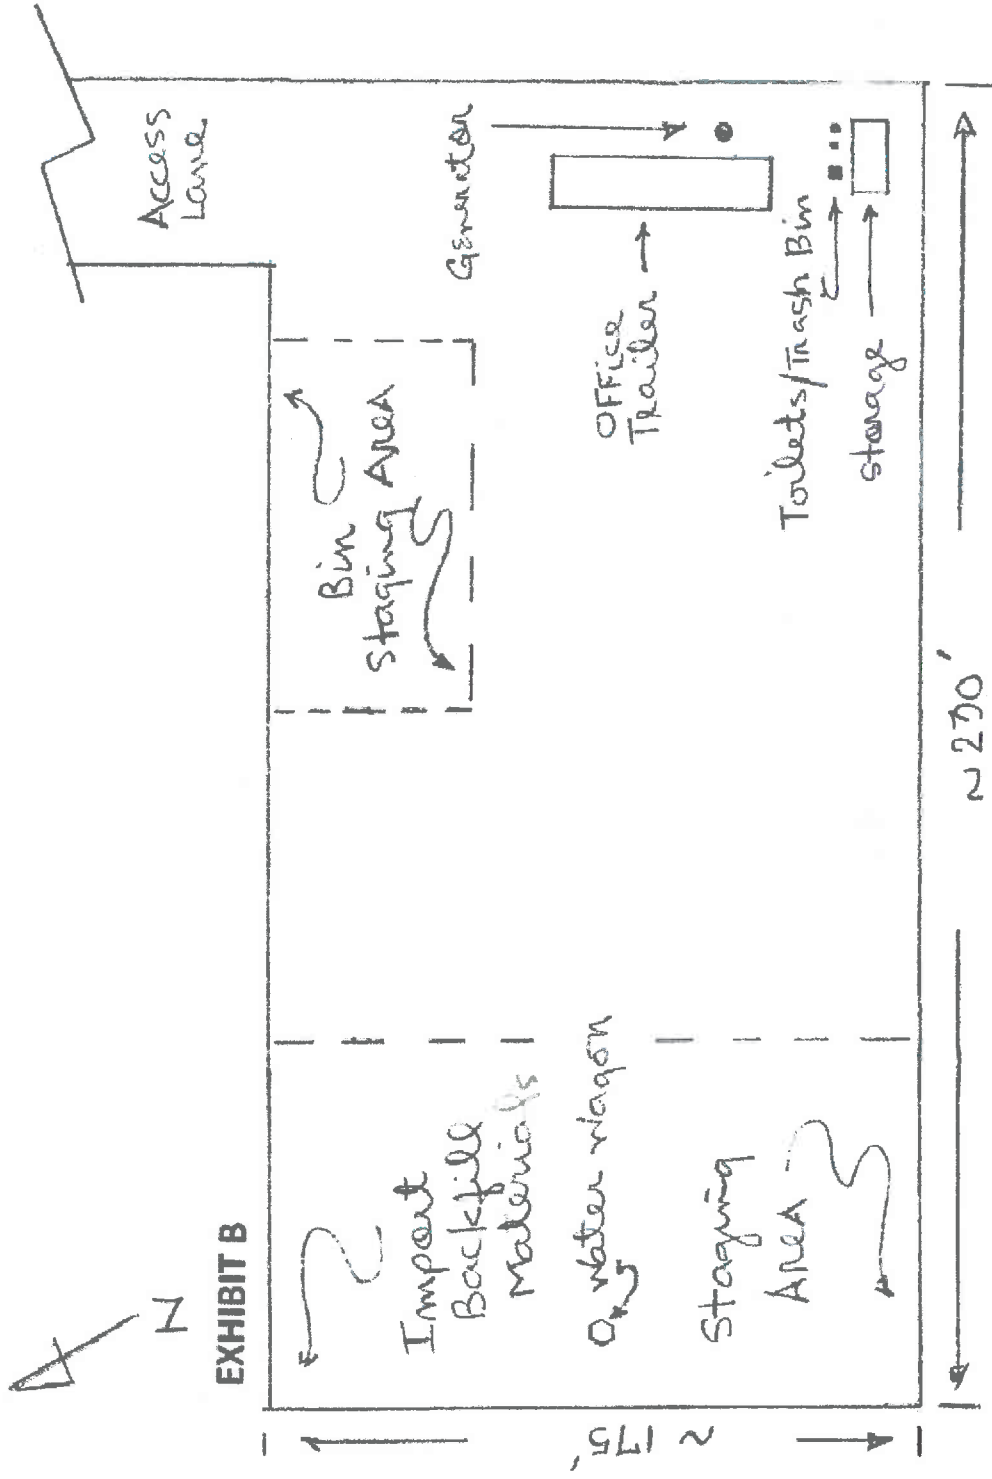 N
EXHIBIT B
Access
Lane
Bin
Staging Area
Import
Backfill
Materials
Generator
Water Wagon
Office
Trailer
Staging
Area
Toilets/Trash Bin
Storage
~ 175'